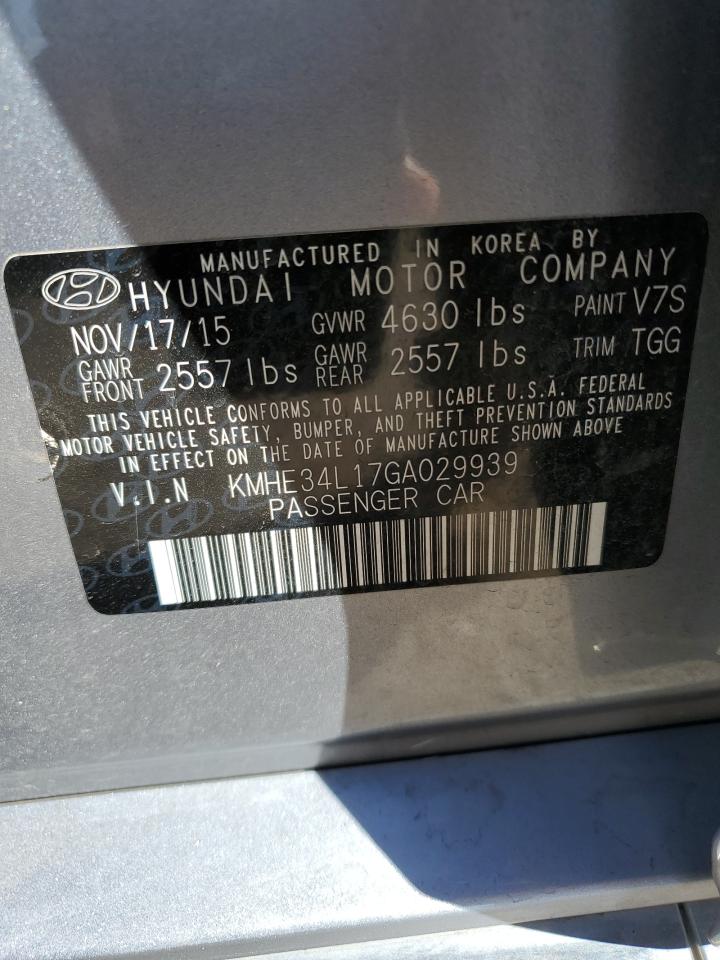 MANUFACTURED IN KOREA BY
HYUNDAI MOTOR COMPANY
NOV/17/15 GVWR 4630 lbs PAINT V7S
GAWR FRONT 2557 lbs GAWR REAR 2557 lbs TRIM TGG
THIS VEHICLE CONFORMS TO ALL APPLICABLE U.S.A. FEDERAL
MOTOR VEHICLE SAFETY, BUMPER, AND THEFT PREVENTION STANDARDS
IN EFFECT ON THE DATE OF MANUFACTURE SHOWN ABOVE
V.I.N KMHE34L17GA029939
PASSENGER CAR